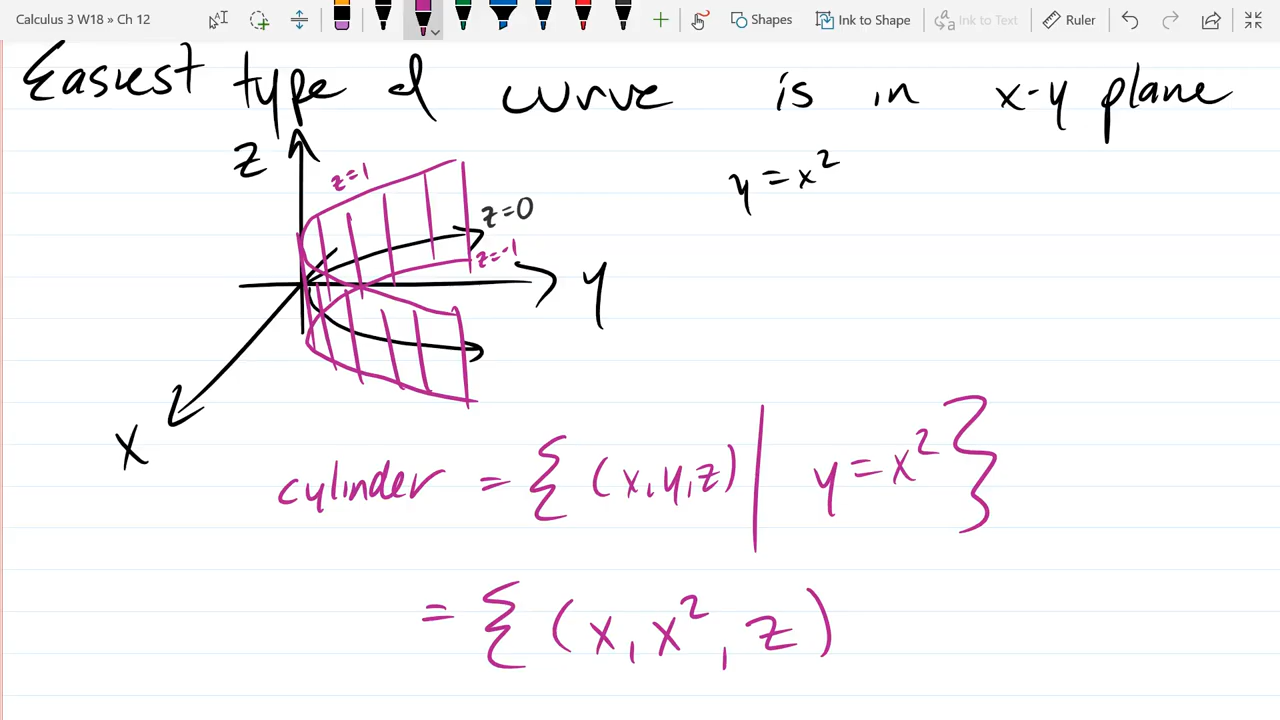 Calculus 3 W18 » Ch 12
Shapes
Ink to Shape
Ink to Text
Ruler
Easiest type of curve is in x-y plane
z
z=1
y=x²
z=0
z=-1
y
x
cylinder = { (x,y,z) | y=x² }
= { (x, x², z)